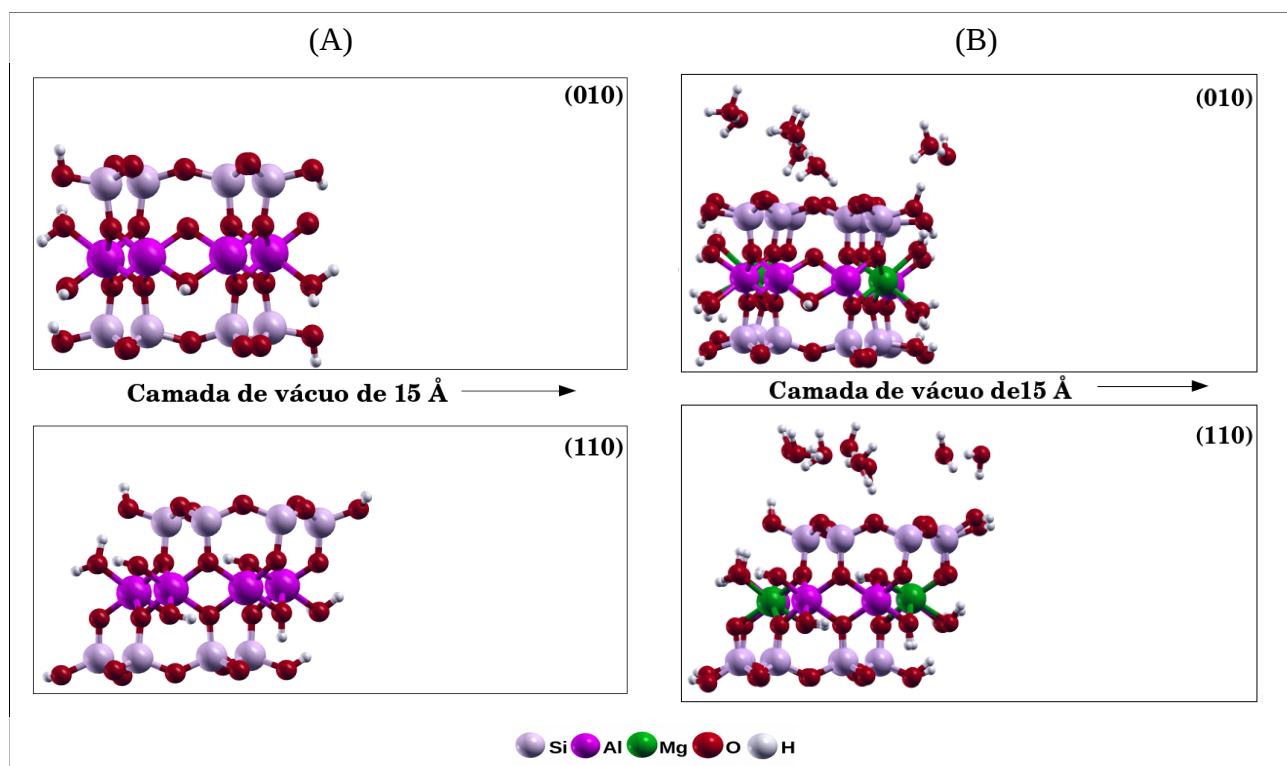 (A)
(B)
(010)
(010)
Camada de vácuo de 15 Å
Camada de vácuo de15 Å
(110)
(110)
Si Al Mg O H